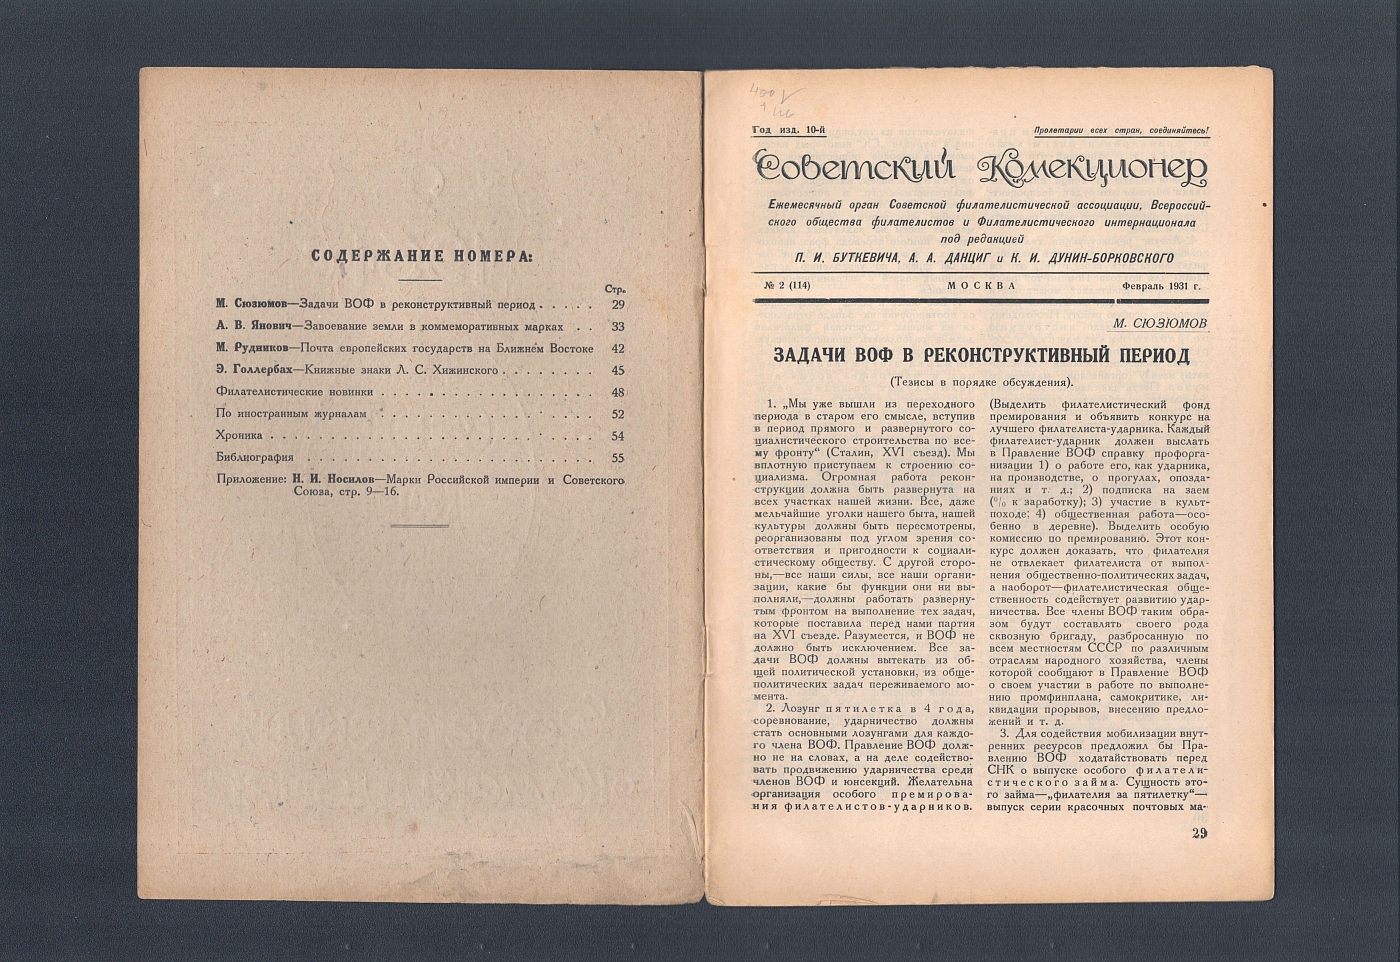 СОДЕРЖАНИЕ НОМЕРА:
Стр.
М. Сюзюмов—Задачи ВОФ в реконструктивный период . . . . . 29
А. В. Янович—Завоевание земли в коммеморативных марках . . 33
М. Рудников—Почта европейских государств на Ближнем Востоке 42
Э. Голлербах—Книжные знаки Л. С. Хижинского . . . . . . . . 45
Филателистические новинки . . . . . . . . . . . . . . . . . . 48
По иностранным журналам . . . . . . . . . . . . . . . . . . 52
Хроника . . . . . . . . . . . . . . . . . . . . . . . . . . . 54
Библиография . . . . . . . . . . . . . . . . . . . . . . . . 55
Приложение: Н. И. Носилов—Марки Российской империи и Советского
Союза, стр. 9—16.
400
Год изд. 10-й
Пролетарии всех стран, соединяйтесь!
Советский Коллекционер
Ежемесячный орган Советской филателистической ассоциации, Всероссий-
ского общества филателистов и Филателистического интернационала
под редакцией
П. И. БУТКЕВИЧА, А. А. ДАНЦИГ и К. И. ДУНИН-БОРКОВСКОГО
№ 2 (114) МОСКВА Февраль 1931 г.
М. СЮЗЮМОВ
ЗАДАЧИ ВОФ В РЕКОНСТРУКТИВНЫЙ ПЕРИОД
(Тезисы в порядке обсуждения).
1. „Мы уже вышли из переходного
периода в старом его смысле, вступив
в период прямого и развернутого со-
циалистического строительства по все-
му фронту“ (Сталин, XVI съезд). Мы
вплотную приступаем к строению со-
циализма. Огромная работа рекон-
струкции должна быть развернута на
всех участках нашей жизни. Все, даже
мельчайшие уголки нашего быта, нашей
культуры должны быть пересмотрены,
реорганизованы под углом зрения со-
ответствия и пригодности к социали-
стическому обществу. С другой сторо-
ны,—все наши силы, все наши органи-
зации, какие бы функции они ни вы-
полняли,—должны работать разверну-
тым фронтом на выполнение тех задач,
которые поставила перед нами партия
на XVI съезде. Разумеется, и ВОФ не
должно быть исключением. Все за-
дачи ВОФ должны вытекать из об-
щей политической установки, из обще-
политических задач переживаемого мо-
мента.
2. Лозунг пятилетка в 4 года,
соревнование, ударничество должны
стать основными лозунгами для каждо-
го члена ВОФ. Правление ВОФ долж-
но не на словах, а на деле содейство-
вать продвижению ударничества среди
членов ВОФ и юнсекций. Желательна
организация особого премирова-
ния филателистов-ударников.
(Выделить филателистический фонд
премирования и объявить конкурс на
лучшего филателиста-ударника. Каждый
филателист-ударник должен выслать
в Правление ВОФ справку профорга-
низации 1) о работе его, как ударника,
на производстве, о прогулах, опозда-
ниях и т. д.; 2) подписка на заем
(% к заработку); 3) участие в культ-
походе; 4) общественная работа—осо-
бенно в деревне). Выделить особую
комиссию по премированию. Этот кон-
курс должен доказать, что филателия
не отвлекает филателиста от выпол-
нения общественно-политических задач,
а наоборот—филателистическая обще-
ственность содействует развитию удар-
ничества. Все члены ВОФ таким обра-
зом будут составлять своего рода
сквозную бригаду, разбросанную по
всем местностям СССР по различным
отраслям народного хозяйства, члены
которой сообщают в Правление ВОФ
о своем участии в работе по выполне-
нию промфинплана, самокритике, ли-
квидации прорывов, внесению предло-
жений и т. д.
3. Для содействия мобилизации внут-
ренних ресурсов предложил бы Пра-
влению ВОФ ходатайствовать перед
СНК о выпуске особого филатели-
стического займа. Сущность это-
го займа—„филателия за пятилетку“—
выпуск серии красочных почтовых ма-
29